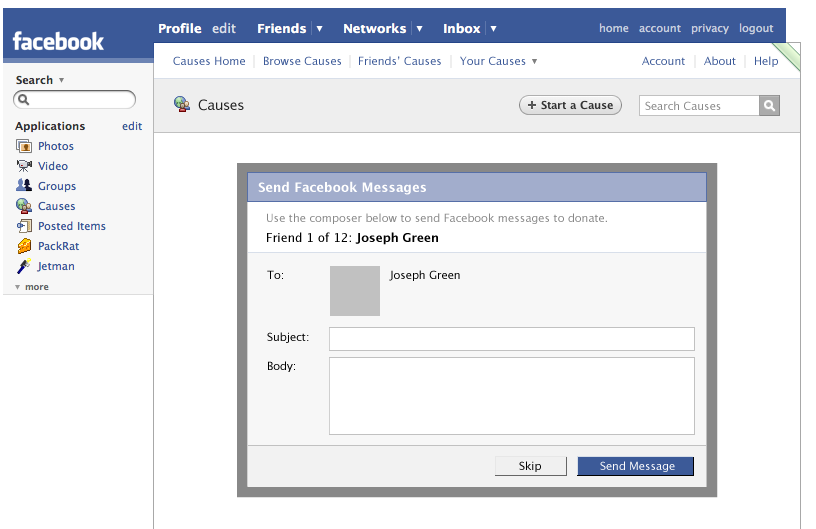 facebook
Profile edit Friends Networks Inbox home account privacy logout
Search
Applications edit
Photos
Video
Groups
Causes
Posted Items
PackRat
Jetman
more
Causes Home Browse Causes Friends' Causes Your Causes Account About Help
Causes + Start a Cause Search Causes
Send Facebook Messages
Use the composer below to send Facebook messages to donate.
Friend 1 of 12: Joseph Green
To: Joseph Green
Subject:
Body:
Skip Send Message